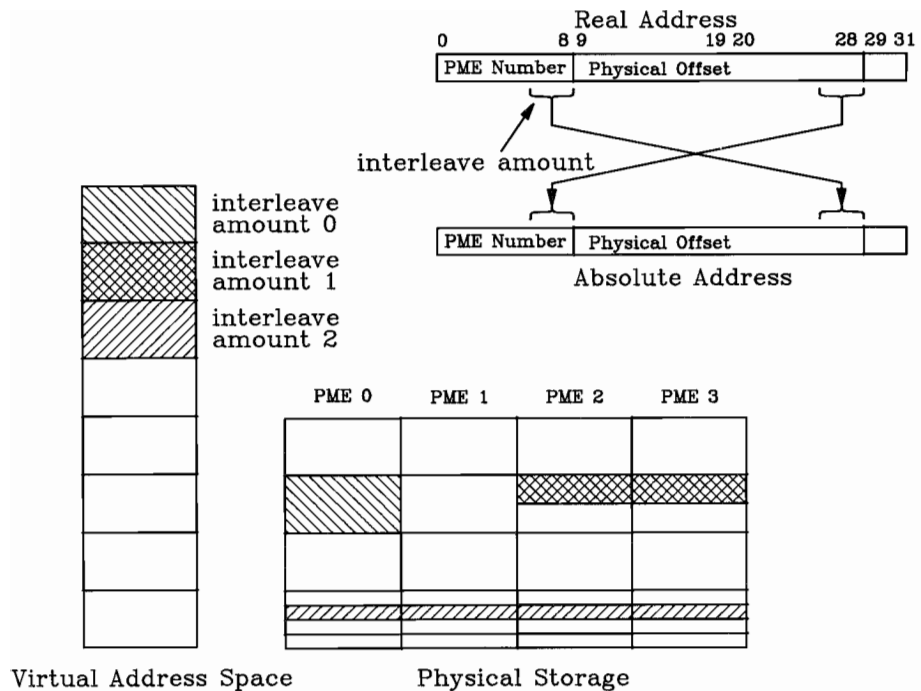 Real Address
0 8 9 19 20 28 29 31
PME Number Physical Offset
interleave amount
PME Number Physical Offset
Absolute Address
interleave
amount 0
interleave
amount 1
interleave
amount 2
PME 0 PME 1 PME 2 PME 3
Virtual Address Space Physical Storage